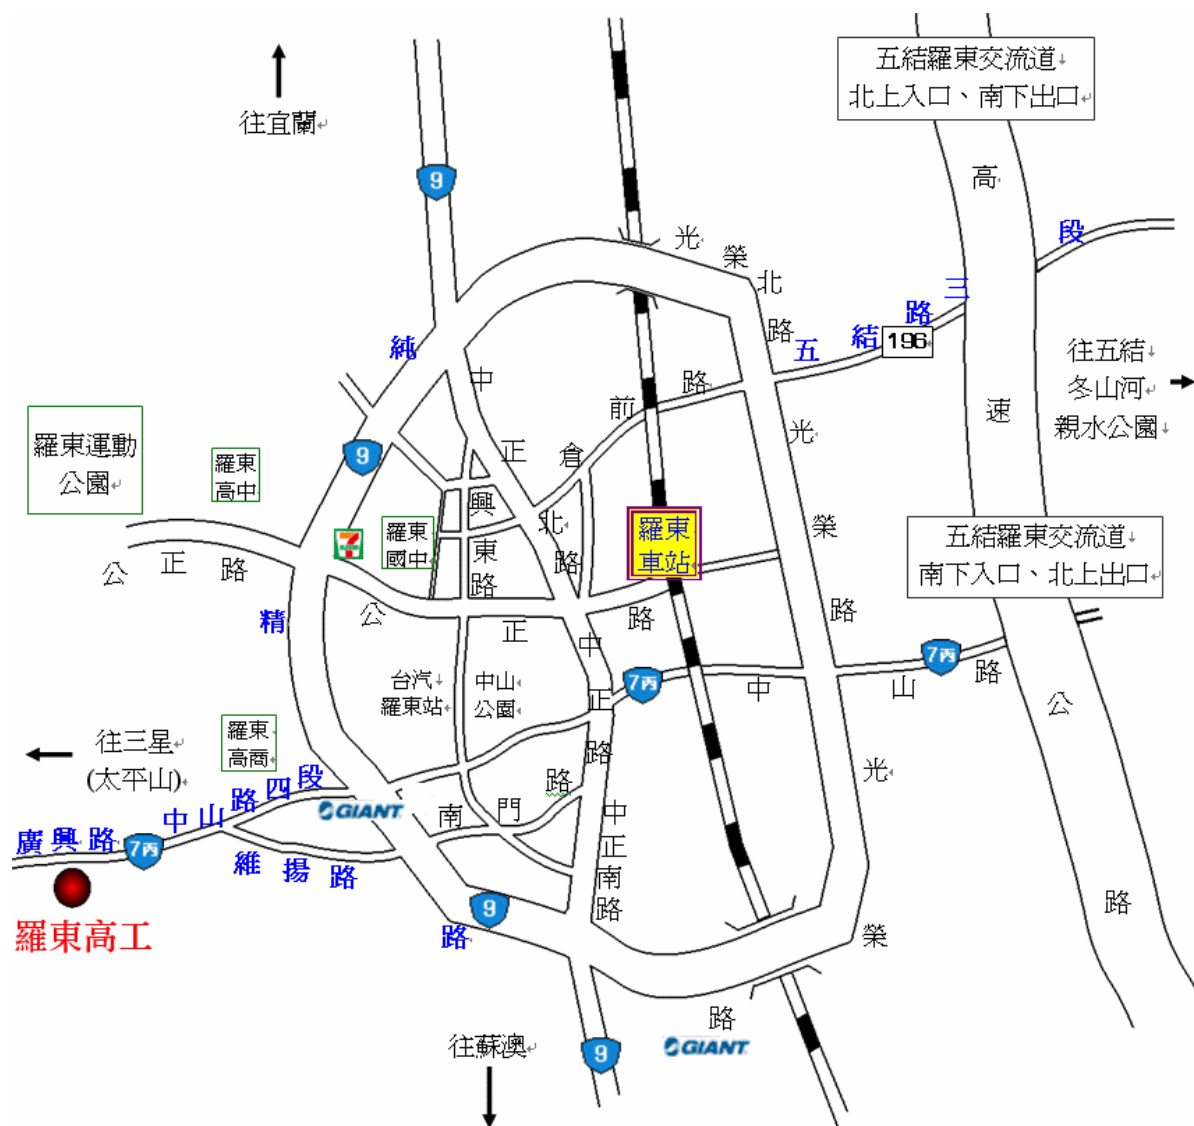 五結羅東交流道
北上入口、南下出口
往宜蘭
9
高
段
光
榮
北
路
三
路
結
五
196
純
中
路
前
往五結
冬山河
親水公園
速
光
羅東運動
公園
羅東
高中
9
正
倉
興
北
羅東
國中
7
ELEVEN
羅東
車站
榮
五結羅東交流道
南下入口、北上出口
公
正
路
東
路
路
公
正
路
路
精
中
7丙
7丙
台汽
羅東站
中山
公園
正
中
山
路
公
羅東
高商
往三星
(太平山)
路
路
光
中山路四段
GIANT
南
門
中
正
南
路
廣興路
7丙
維揚路
9
路
榮
路
羅東高工
往蘇澳
9
路
GIANT